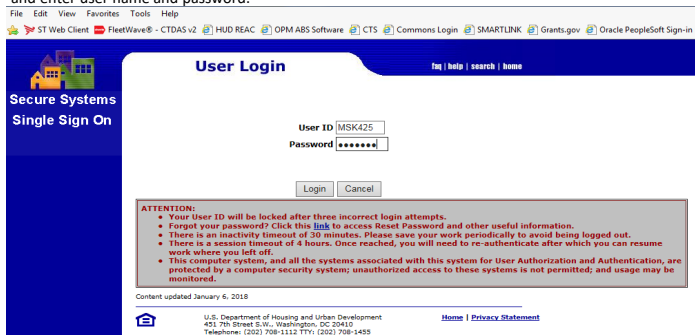 and enter user name and password.
File Edit View Favorites Tools Help
ST Web Client FleetWave® - CTDAS v2 HUD REAC OPM ABS Software CTS Commons Login SMARTLINK Grants.gov Oracle PeopleSoft Sign-in
User Login
faq | help | search | home
Secure Systems
Single Sign On
User ID MSK425
Password •••••••
Login Cancel
ATTENTION:
• Your User ID will be locked after three incorrect login attempts.
• Forgot your password? Click this link to access Reset Password and other useful information.
• There is an inactivity timeout of 30 minutes. Please save your work periodically to avoid being logged out.
• There is a session timeout of 4 hours. Once reached, you will need to re-authenticate after which you can resume
work where you left off.
• This computer system, and all the systems associated with this system for User Authorization and Authentication, are
protected by a computer security system; unauthorized access to these systems is not permitted; and usage may be
monitored.
Content updated January 6, 2018
U.S. Department of Housing and Urban Development
451 7th Street S.W., Washington, DC 20410
Telephone: (202) 708-1112 TTY: (202) 708-1455
Home | Privacy Statement